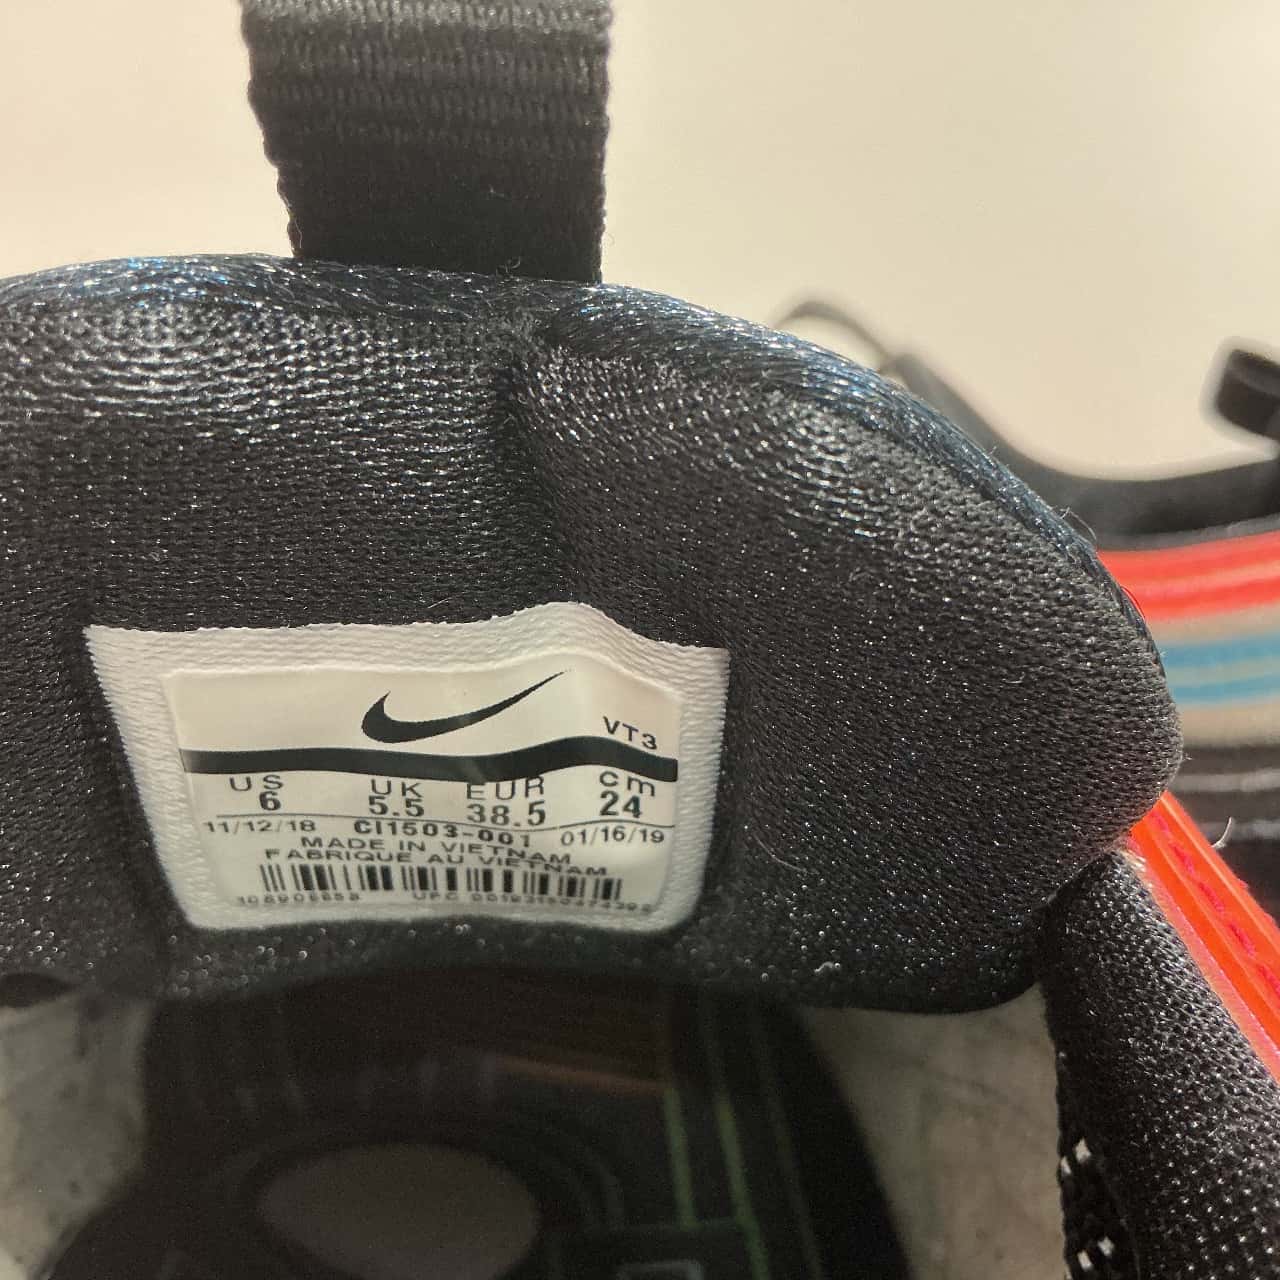 VT3
US UK EUR cm
6 5.5 38.5 24
11/12/18 CI1503-001 01/16/19
MADE IN VIETNAM
FABRIQUE AU VIETNAM
UPC